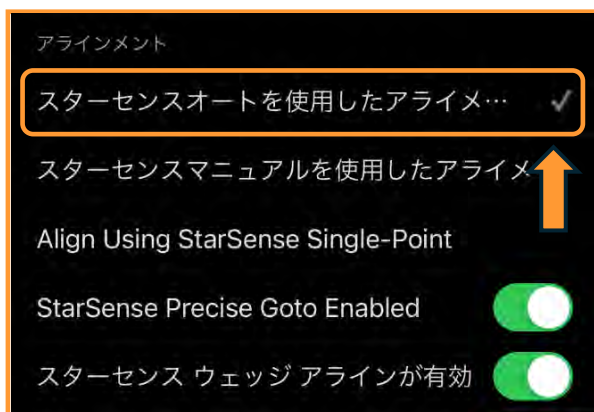 アラインメント
スターセンスオートを使用したアライメ…
スターセンスマニュアルを使用したアライメ
Align Using StarSense Single-Point
StarSense Precise Goto Enabled
スターセンス ウェッジ アラインが有効